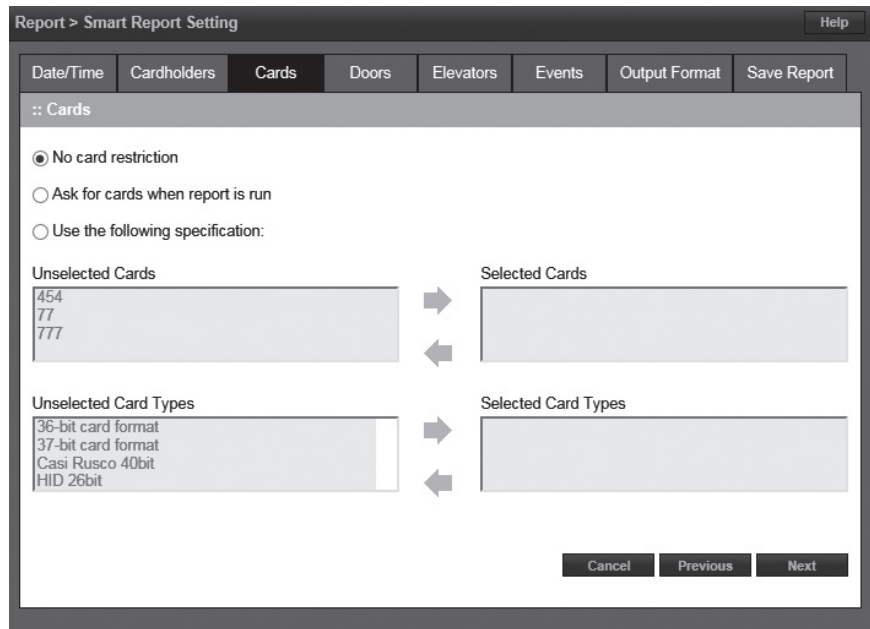 Report > Smart Report Setting
Help
Date/Time Cardholders Cards Doors Elevators Events Output Format Save Report
:: Cards
No card restriction
Ask for cards when report is run
Use the following specification:
Unselected Cards
454
77
777
Selected Cards
Unselected Card Types
36-bit card format
37-bit card format
Casi Rusco 40bit
HID 26bit
Selected Card Types
Cancel Previous Next